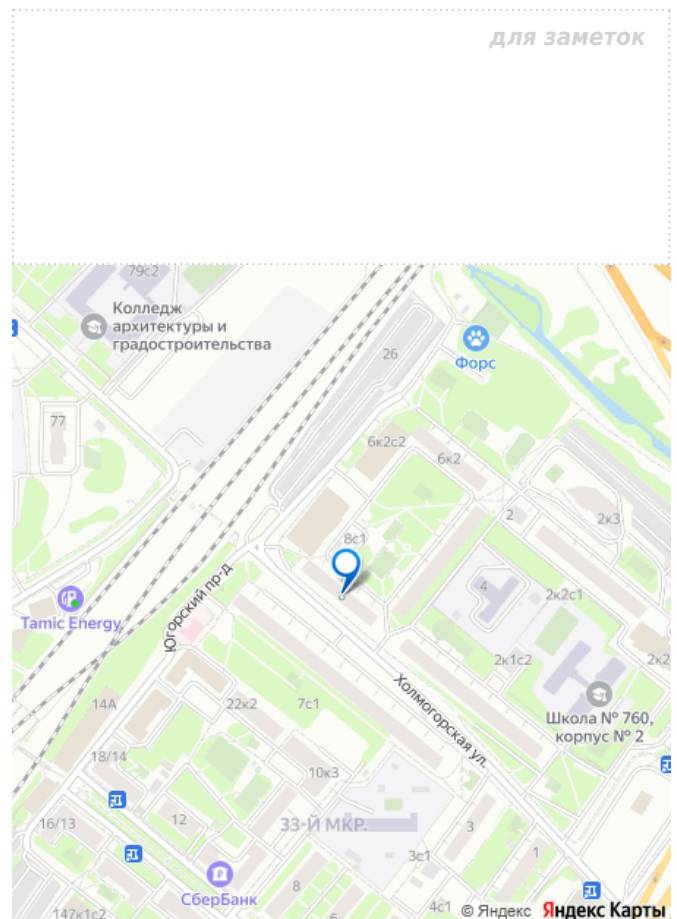 для заметок
79с2
Колледж
архитектуры и
градостроительства
26
Форс
77
6к2с2
6к2
2
2к3
8с1
4
2к2с1
Югорский пр-д
Tamic Energy
2к1с2
2к2
Холмогорская ул.
14А
22к2
7с1
Школа № 760,
корпус № 2
18/14
10к3
16/13
12
33-Й МКР.
3
3с1
1
СберБанк
8
6
4с1
147к1с2
© Яндекс Яндекс Карты